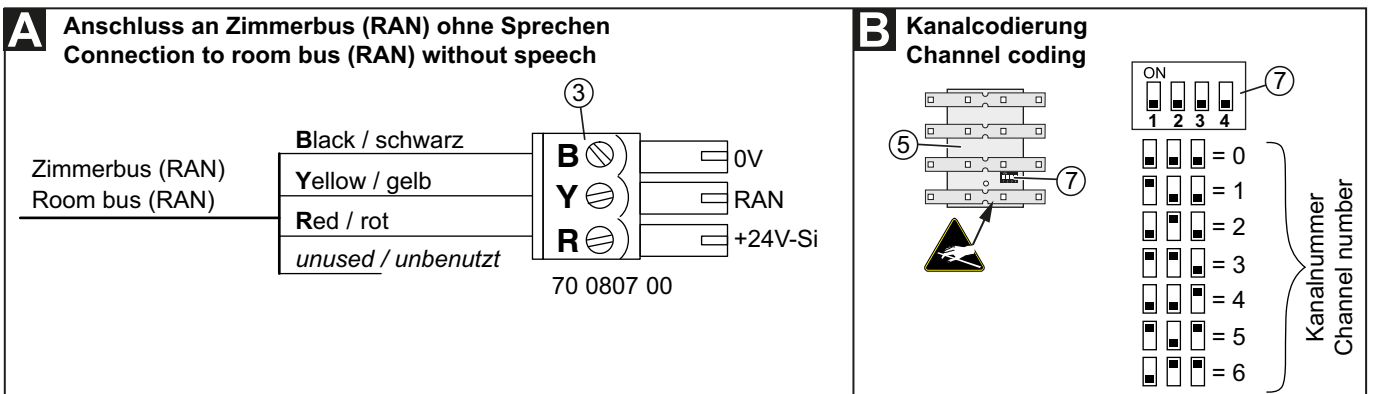 A
Anschluss an Zimmerbus (RAN) ohne Sprechen
Connection to room bus (RAN) without speech
3
Black / schwarz
Yellow / gelb
Red / rot
unused / unbenutzt
Zimmerbus (RAN)
Room bus (RAN)
B
Y
R
0V
RAN
+24V-Si
70 0807 00
B
Kanalcodierung
Channel coding
5
7
ON
1 2 3 4
7
= 0
= 1
= 2
= 3
= 4
= 5
= 6
Kanalnummer
Channel number